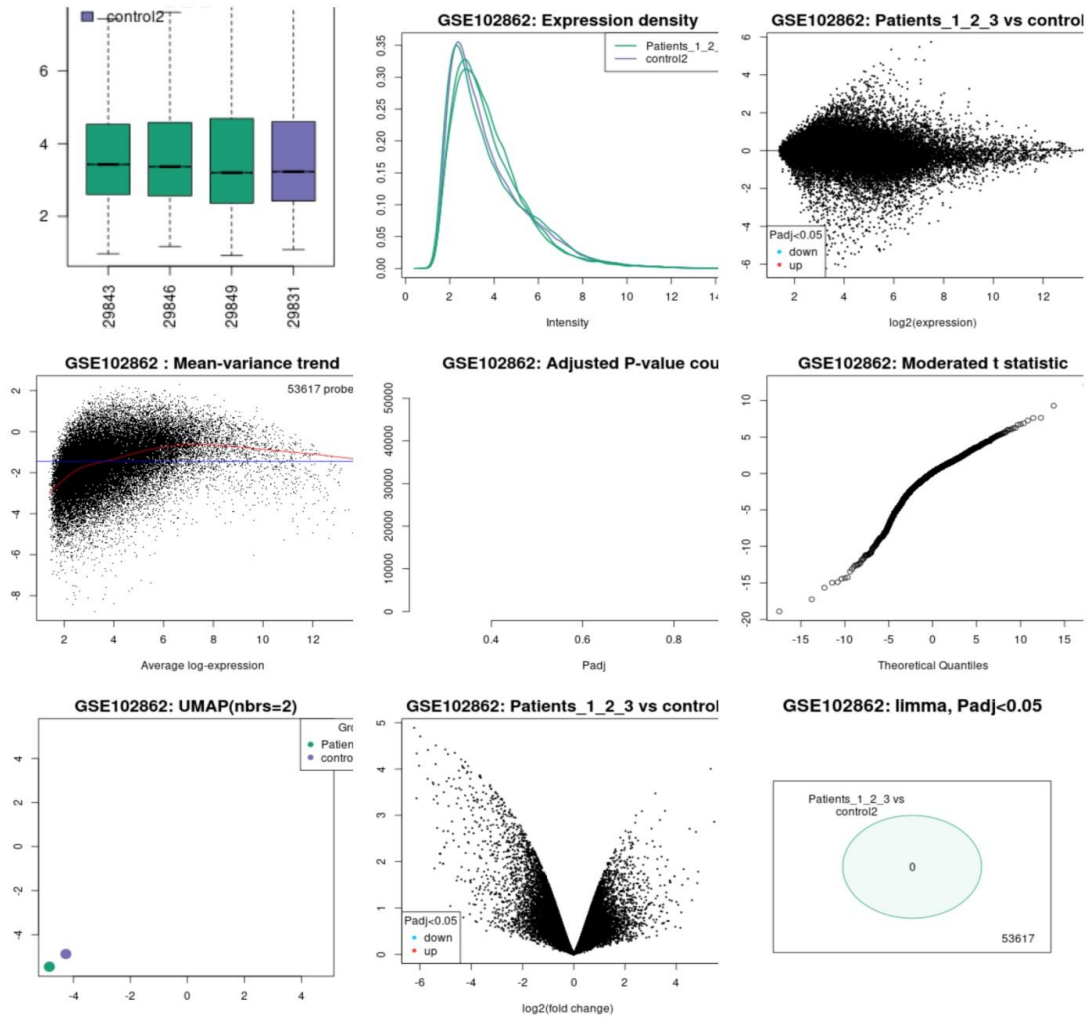 control2
6
4
2
29843
29846
29849
29831
GSE102862: Expression density
Patients_1_2_
control2
0.35
0.30
0.25
0.20
0.15
0.10
0.05
0.00
0 2 4 6 8 10 12 14
Intensity
GSE102862: Patients_1_2_3 vs control
6
4
2
0
-2
-4
-6
Padj<0.05
down
up
2 4 6 8 10 12
log2(expression)
GSE102862 : Mean-variance trend
53617 probe
2
0
-2
-4
-6
-8
2 4 6 8 10 12
Average log-expression
GSE102862: Adjusted P-value cou
50000
40000
30000
20000
10000
0
0.4 0.6 0.8
Padj
GSE102862: Moderated t statistic
10
5
0
-5
-10
-15
-20
-15 -10 -5 0 5 10 15
Theoretical Quantiles
GSE102862: UMAP(nbrs=2)
Gro
Patien
contro
4
2
0
-2
-4
-4 -2 0 2 4
GSE102862: Patients_1_2_3 vs control
5
4
3
2
1
0
Padj<0.05
down
up
-6 -4 -2 0 2 4
log2(fold change)
GSE102862: limma, Padj<0.05
Patients_1_2_3 vs
control2
0
53617